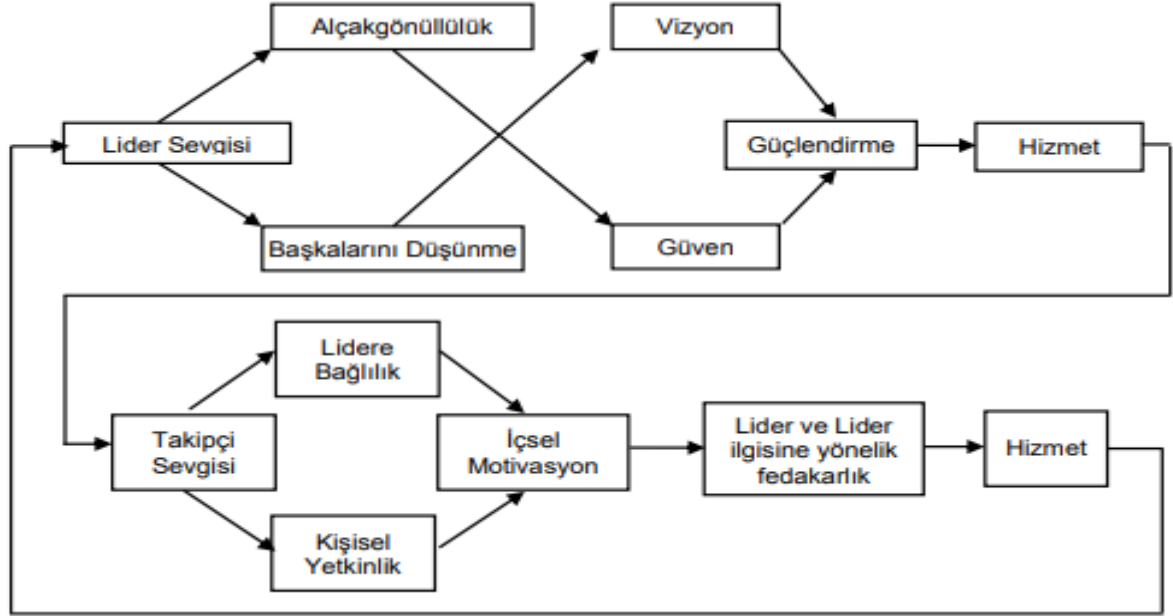 Alçakgönüllülük
Vizyon
Lider Sevgisi
Güçlendirme
Hizmet
Başkalarını Düşünme
Güven
Lidere
Bağlılık
Takipçi
Sevgisi
İçsel
Motivasyon
Lider ve Lider
ilgisine yönelik
fedakarlık
Hizmet
Kişisel
Yetkinlik